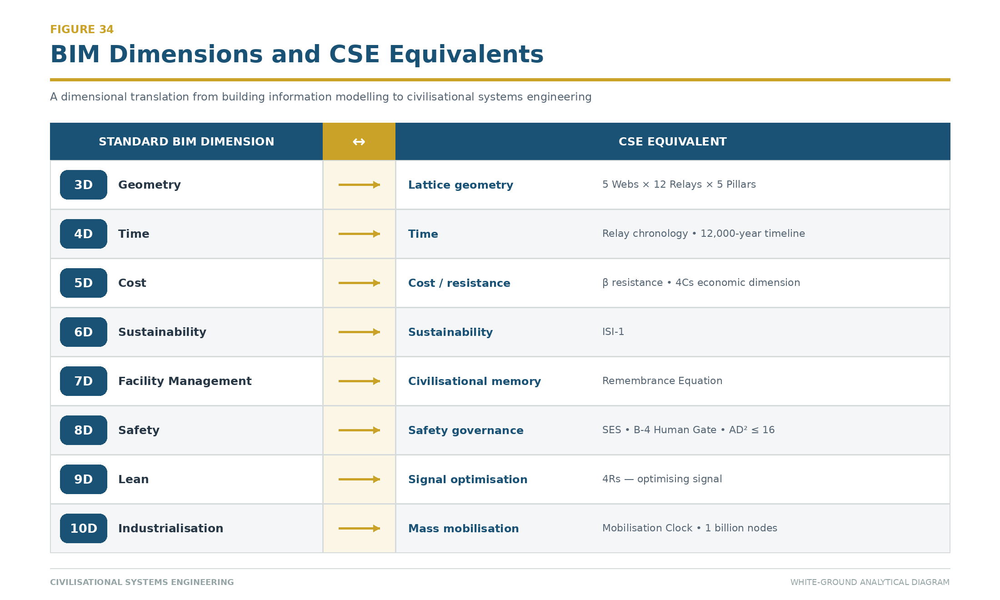 FIGURE 34
BIM Dimensions and CSE Equivalents
A dimensional translation from building information modelling to civilisational systems engineering
STANDARD BIM DIMENSION ↔ CSE EQUIVALENT
3D Geometry Lattice geometry 5 Webs × 12 Relays × 5 Pillars
4D Time Time Relay chronology • 12,000-year timeline
5D Cost Cost / resistance β resistance • 4Cs economic dimension
6D Sustainability Sustainability ISI-1
7D Facility Management Civilisational memory Remembrance Equation
8D Safety Safety governance SES • B-4 Human Gate • AD² ≤ 16
9D Lean Signal optimisation 4Rs — optimising signal
10D Industrialisation Mass mobilisation Mobilisation Clock • 1 billion nodes
CIVILISATIONAL SYSTEMS ENGINEERING WHITE-GROUND ANALYTICAL DIAGRAM